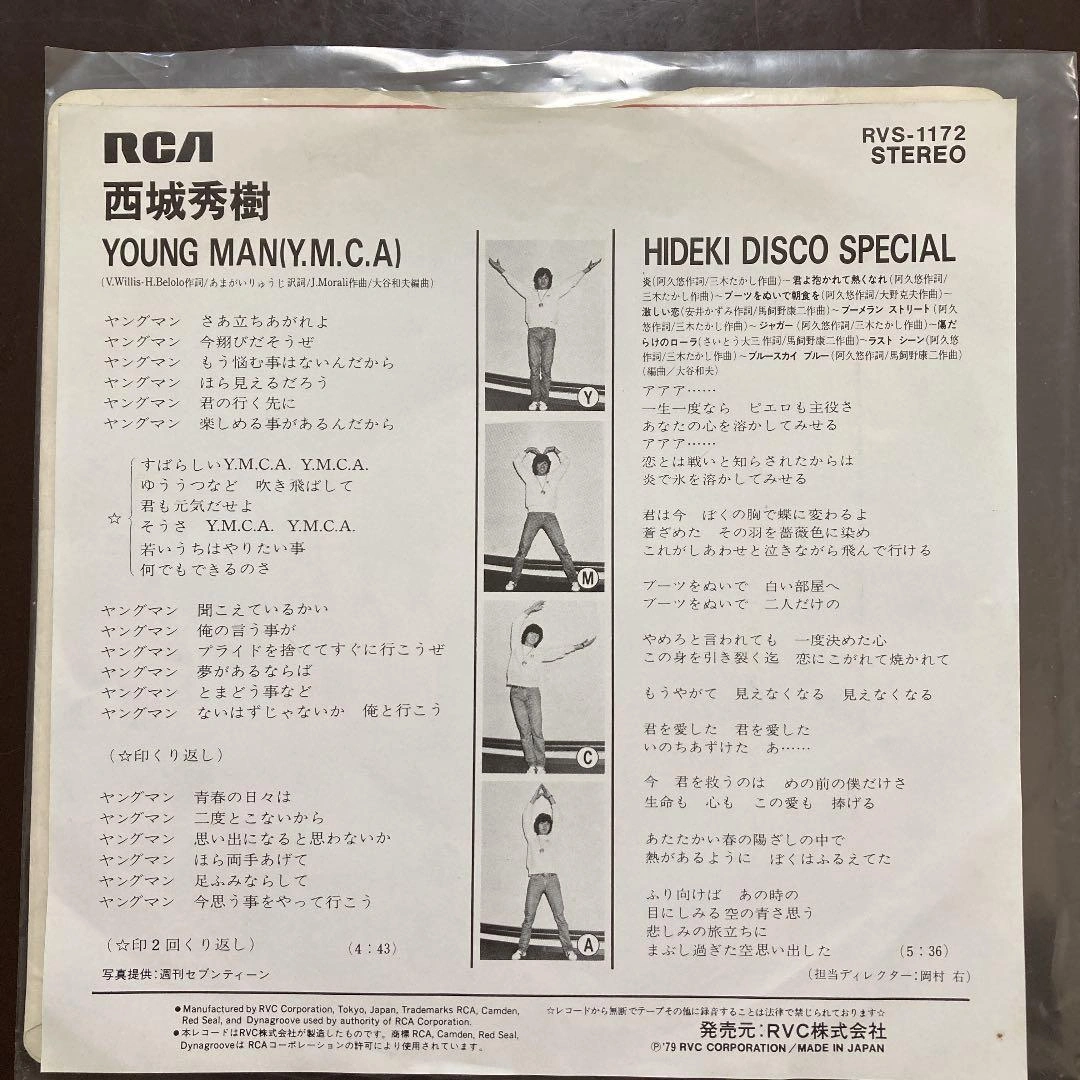 RCA
RVS-1172
STEREO
西城秀樹
YOUNG MAN(Y.M.C.A)
(V.Willis-H.Belolo作詞/あまがいりゅうじ訳詞/J.Morali作曲/大谷和夫編曲)
ヤングマン さあ立ちあがれよ
ヤングマン 今翔びだそうぜ
ヤングマン もう悩む事はないんだから
ヤングマン ほら見えるだろう
ヤングマン 君の行く先に
ヤングマン 楽しめる事があるんだから
すばらしいY.M.C.A. Y.M.C.A.
ゆううつなど 吹き飛ばして
君も元気だせよ
☆ そうさ Y.M.C.A. Y.M.C.A.
若いうちはやりたい事
何でもできるのさ
ヤングマン 聞こえているかい
ヤングマン 俺の言う事が
ヤングマン プライドを捨ててすぐに行こうぜ
ヤングマン 夢があるならば
ヤングマン とまどう事など
ヤングマン ないはずじゃないか 俺と行こう
(☆印くり返し)
ヤングマン 青春の日々は
ヤングマン 二度とこないから
ヤングマン 思い出になると思わないか
ヤングマン ほら両手あげて
ヤングマン 足ふみならして
ヤングマン 今思う事をやって行こう
(☆印2回くり返し) (4:43)
写真提供:週刊セブンティーン
Y
M
C
A
HIDEKI DISCO SPECIAL
炎(阿久悠作詞/三木たかし作曲)~君よ抱かれて熱くなれ(阿久悠作詞/
三木たかし作曲)~ブーツをぬいで朝食を(阿久悠作詞/大野克夫作曲)~
激しい恋(安井かずみ作詞/馬飼野康二作曲)~ブーメラン ストリート(阿久
悠作詞/三木たかし作曲)~ジャガー(阿久悠作詞/三木たかし作曲)~傷だ
らけのローラ(さいとう大三作詞/馬飼野康二作曲)~ラスト シーン(阿久悠
作詞/三木たかし作曲)~ブルースカイ ブルー(阿久悠作詞/馬飼野康二作曲)
(編曲/大谷和夫)
アアア……
一生一度なら ピエロも主役さ
あなたの心を溶かしてみせる
アアア……
恋とは戦いと知らされたからは
炎で氷を溶かしてみせる
君は今 ぼくの胸で蝶に変わるよ
蒼ざめた その羽を薔薇色に染め
これがしあわせと泣きながら飛んで行ける
ブーツをぬいで 白い部屋へ
ブーツをぬいで 二人だけの
やめろと言われても 一度決めた心
この身を引き裂く迄 恋にこがれて焼かれて
もうやがて 見えなくなる 見えなくなる
君を愛した 君を愛した
いのちあずけた あ……
今 君を救うのは めの前の僕だけさ
生命も 心も この愛も 捧げる
あたたかい春の陽ざしの中で
熱があるように ぼくはふるえてた
ふり向けば あの時の
目にしみる空の青さ思う
悲しみの旅立ちに
まぶし過ぎた空思い出した (5:36)
(担当ディレクター:岡村 右)
●Manufactured by RVC Corporation, Tokyo, Japan, Trademarks RCA, Camden,
Red Seal, and Dynagroove used by authority of RCA Corporation.
●本レコードはRVC株式会社が製造したものです。商標 RCA, Camden, Red Seal,
Dynagroove は RCAコーポレーションの許可により使用されています。
☆レコードから無断でテープその他に録音することは法律で禁じられております☆
発売元:RVC株式会社
Ⓟ'79 RVC CORPORATION/MADE IN JAPAN